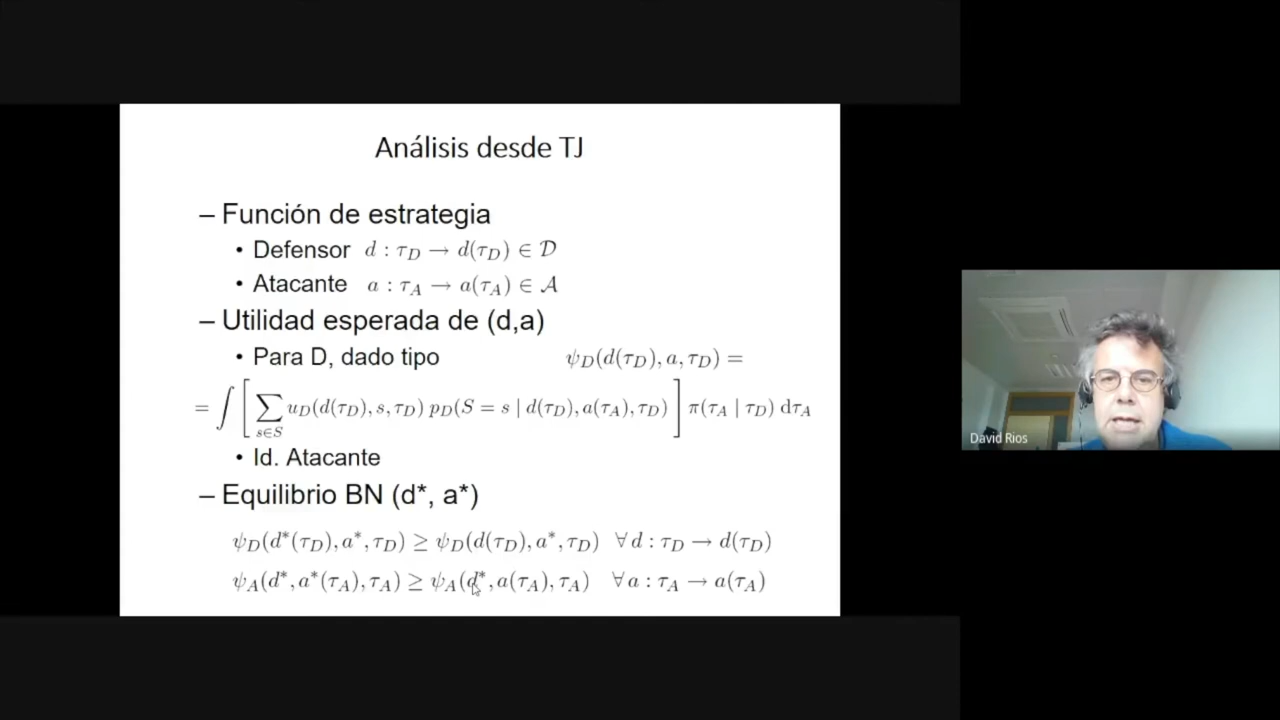 Análisis desde TJ
– Función de estrategia
• Defensor d : τ_D → d(τ_D) ∈ 𝒟
• Atacante a : τ_A → a(τ_A) ∈ 𝒜
– Utilidad esperada de (d,a)
• Para D, dado tipo ψ_D(d(τ_D), a, τ_D) =
= ∫ [ ∑_{s∈S} u_D(d(τ_D), s, τ_D) p_D(S = s | d(τ_D), a(τ_A), τ_D) ] π(τ_A | τ_D) dτ_A
• Id. Atacante
– Equilibrio BN (d*, a*)
ψ_D(d*(τ_D), a*, τ_D) ≥ ψ_D(d(τ_D), a*, τ_D) ∀ d : τ_D → d(τ_D)
ψ_A(d*, a*(τ_A), τ_A) ≥ ψ_A(d*, a(τ_A), τ_A) ∀ a : τ_A → a(τ_A)
David Rios